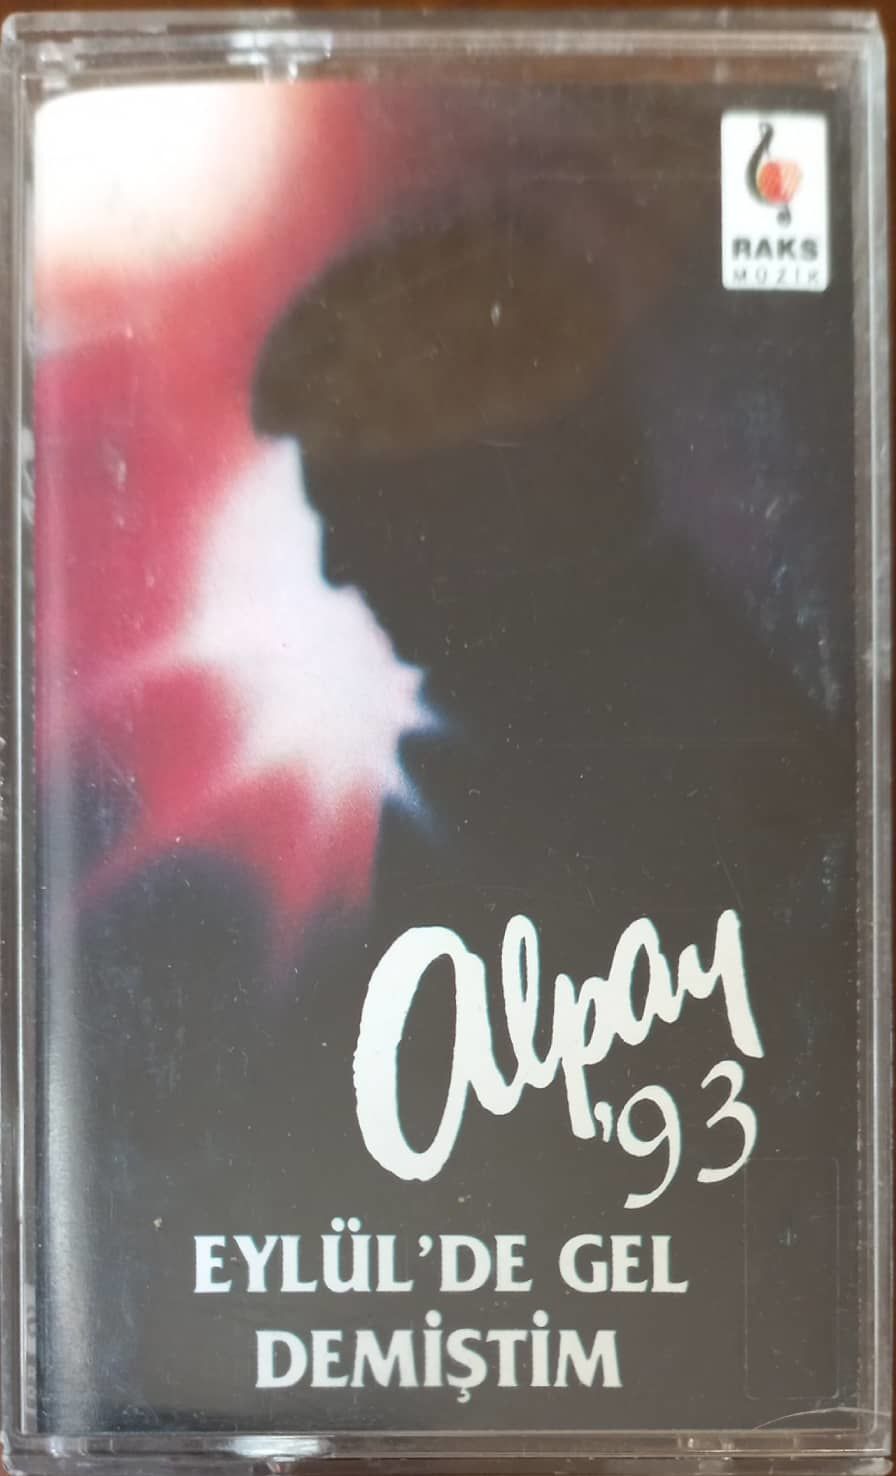 RAKS
MÜZİK
Alpay
'93
EYLÜL'DE GEL
DEMİŞTİM